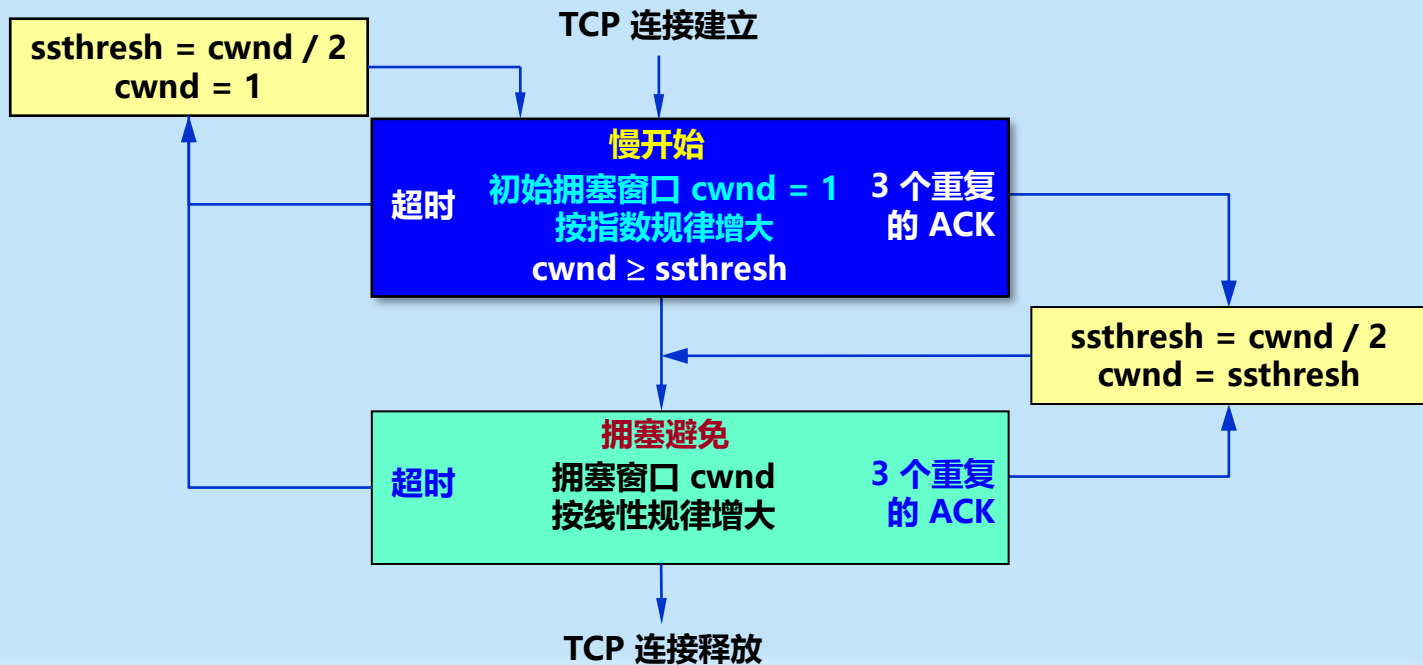 TCP 连接建立
ssthresh = cwnd / 2
cwnd = 1
慢开始
超时
初始拥塞窗口 cwnd = 1
按指数规律增大
cwnd ≥ ssthresh
3 个重复
的 ACK
ssthresh = cwnd / 2
cwnd = ssthresh
拥塞避免
超时
拥塞窗口 cwnd
按线性规律增大
3 个重复
的 ACK
TCP 连接释放